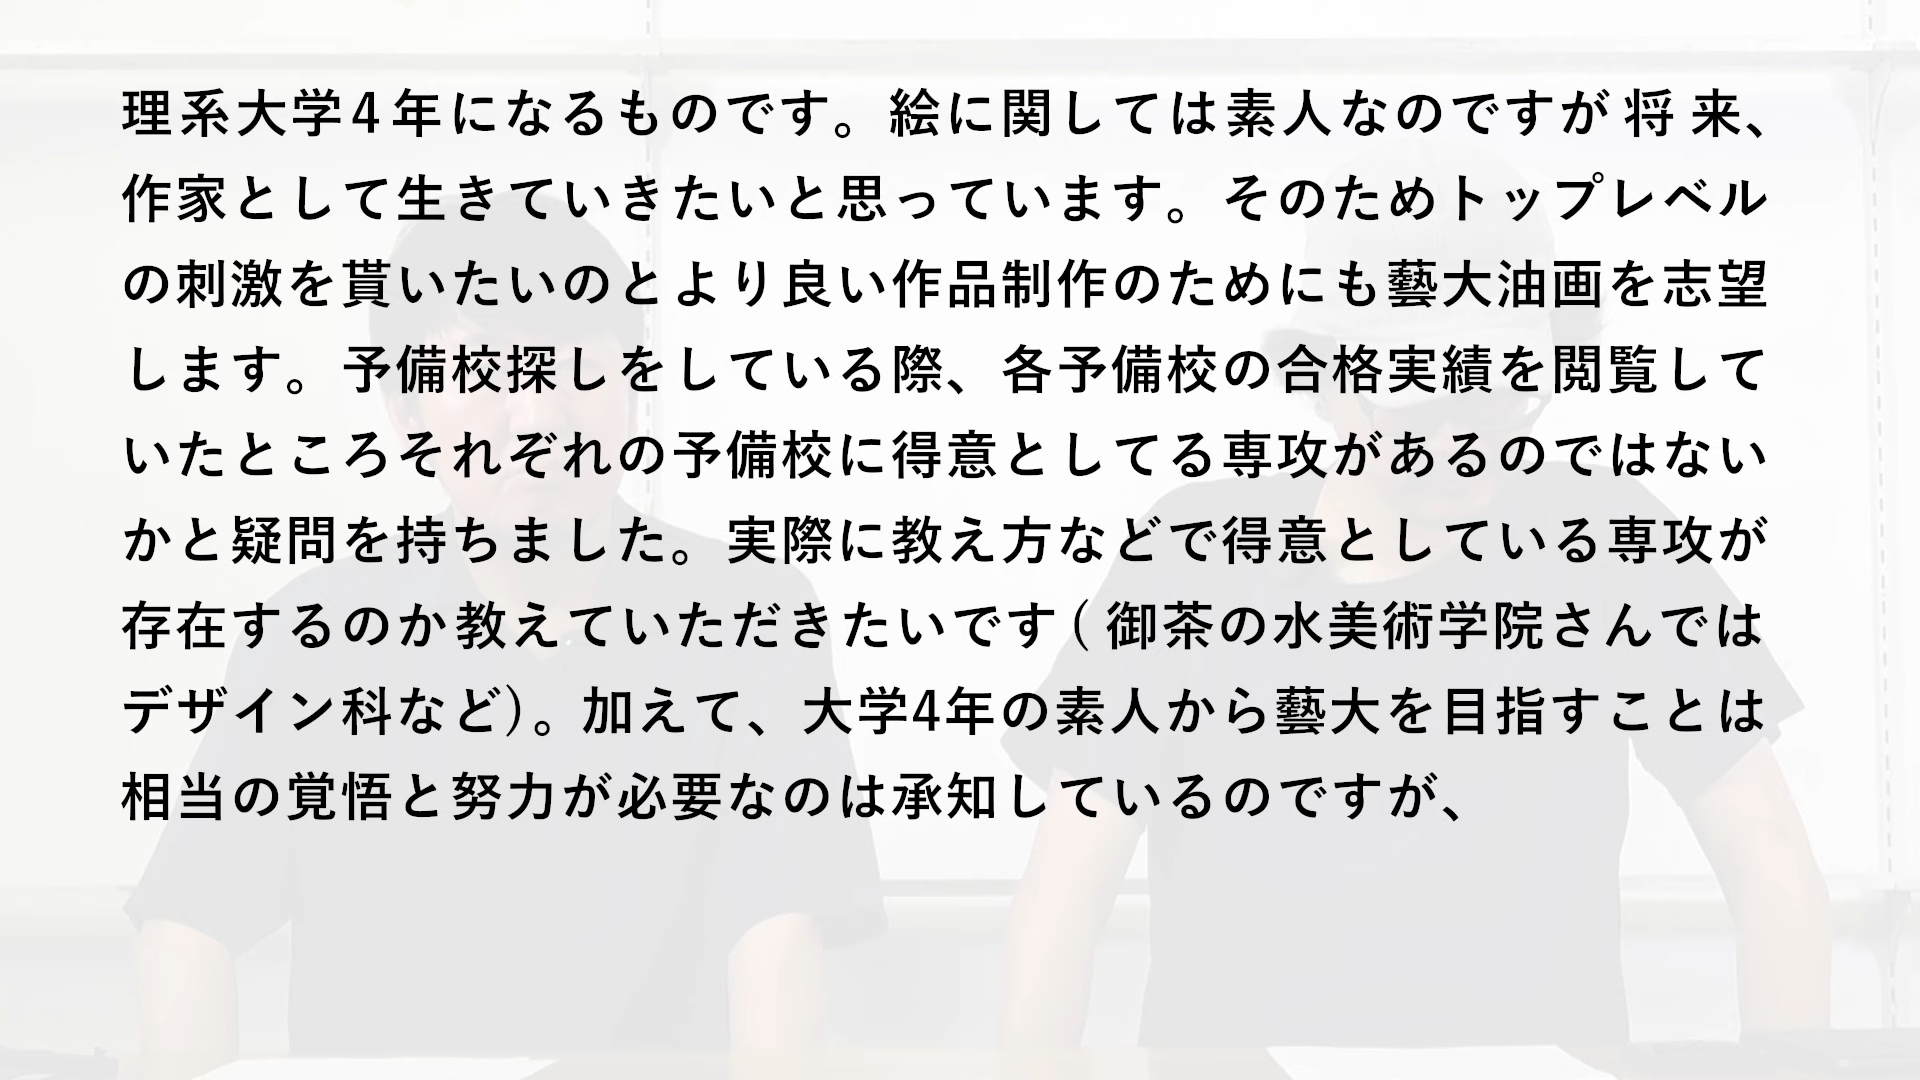 理系大学4年になるものです。絵に関しては素人なのですが将来、
作家として生きていきたいと思っています。そのためトップレベル
の刺激を貰いたいのとより良い作品制作のためにも藝大油画を志望
します。予備校探しをしている際、各予備校の合格実績を閲覧して
いたところそれぞれの予備校に得意としてる専攻があるのではない
かと疑問を持ちました。実際に教え方などで得意としている専攻が
存在するのか教えていただきたいです(御茶の水美術学院さんでは
デザイン科など)。加えて、大学4年の素人から藝大を目指すことは
相当の覚悟と努力が必要なのは承知しているのですが、